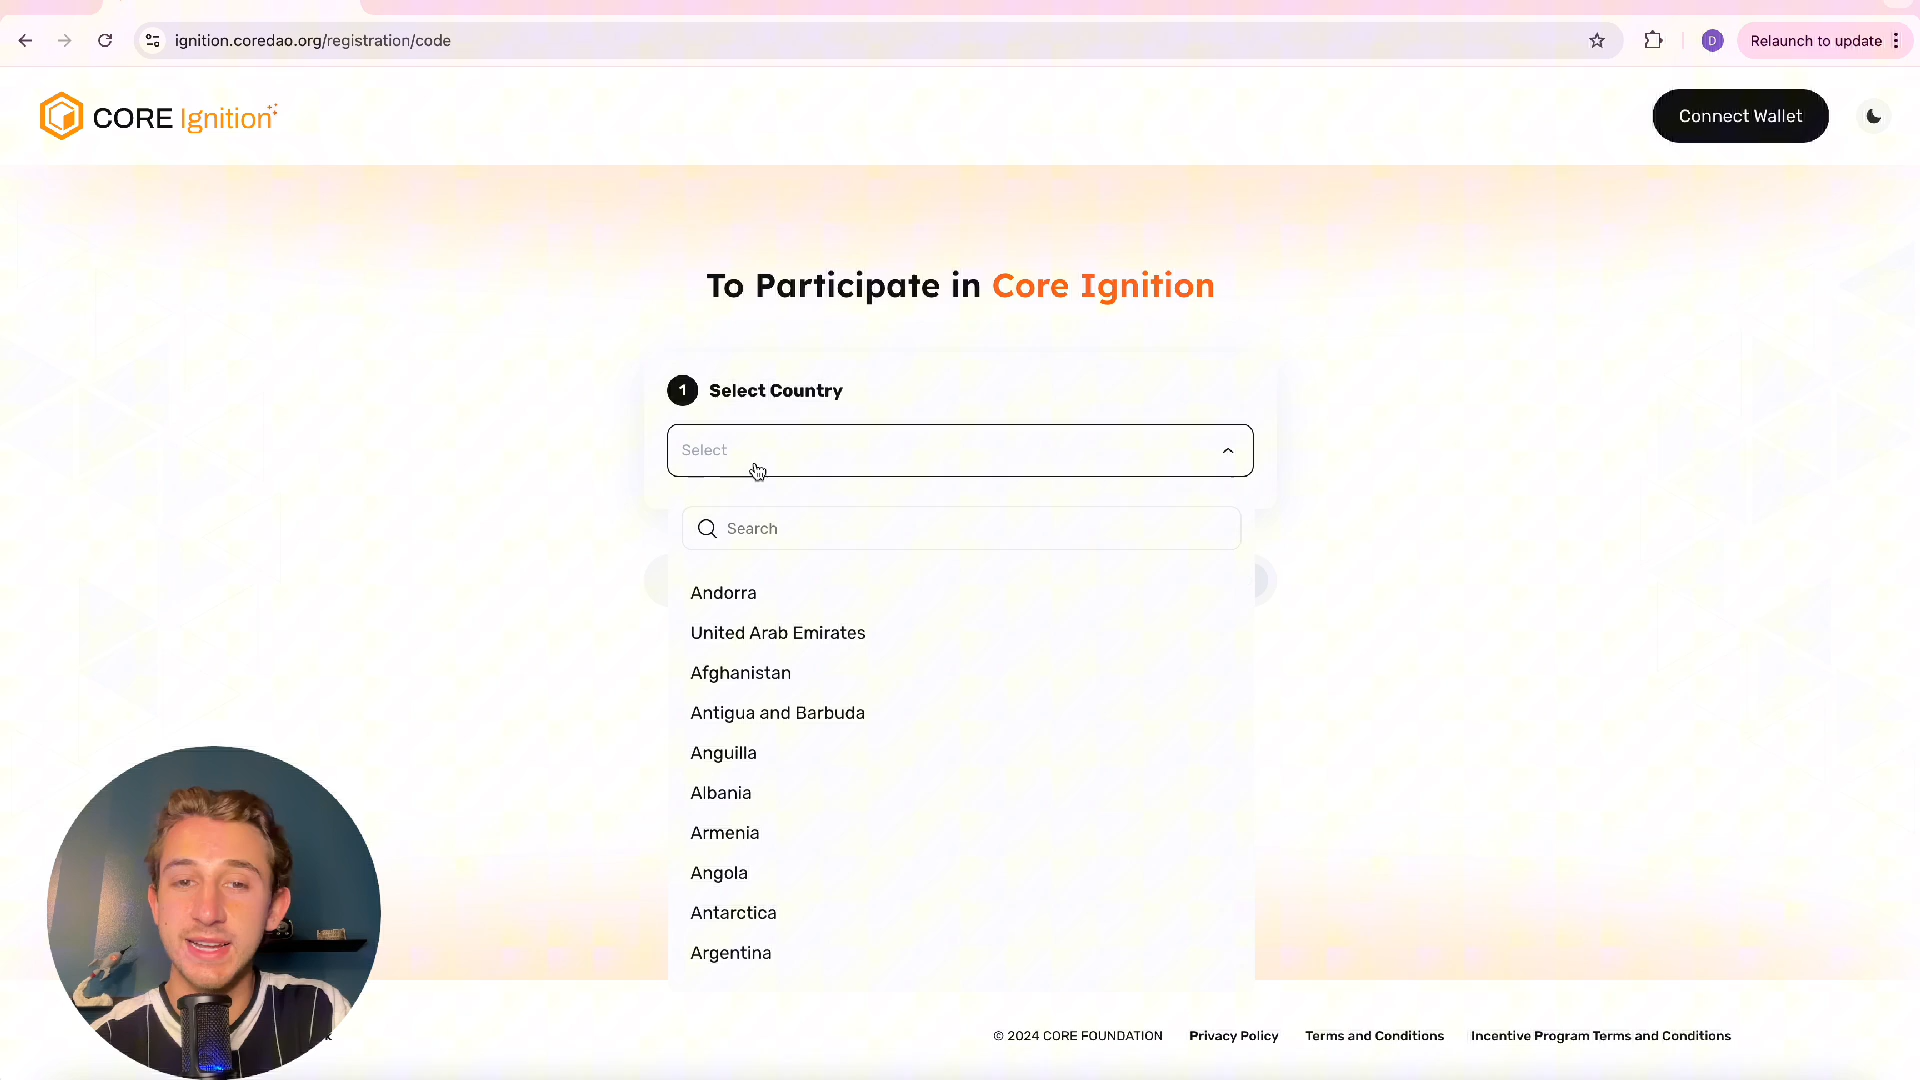 ignition.coredao.org/registration/code
D
Relaunch to update
CORE Ignition
Connect Wallet
To Participate in Core Ignition
1 Select Country
Select
Search
Andorra
United Arab Emirates
Afghanistan
Antigua and Barbuda
Anguilla
Albania
Armenia
Angola
Antarctica
Argentina
© 2024 CORE FOUNDATION Privacy Policy Terms and Conditions Incentive Program Terms and Conditions